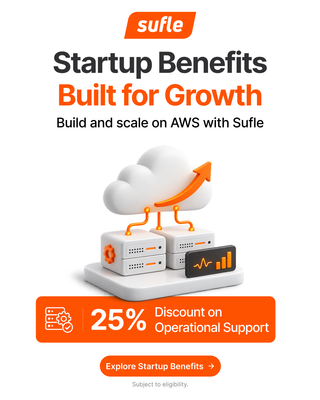 sufle
Startup Benefits
Built for Growth
Build and scale on AWS with Sufle
25%
Discount on
Operational Support
Explore Startup Benefits →
Subject to eligibility.